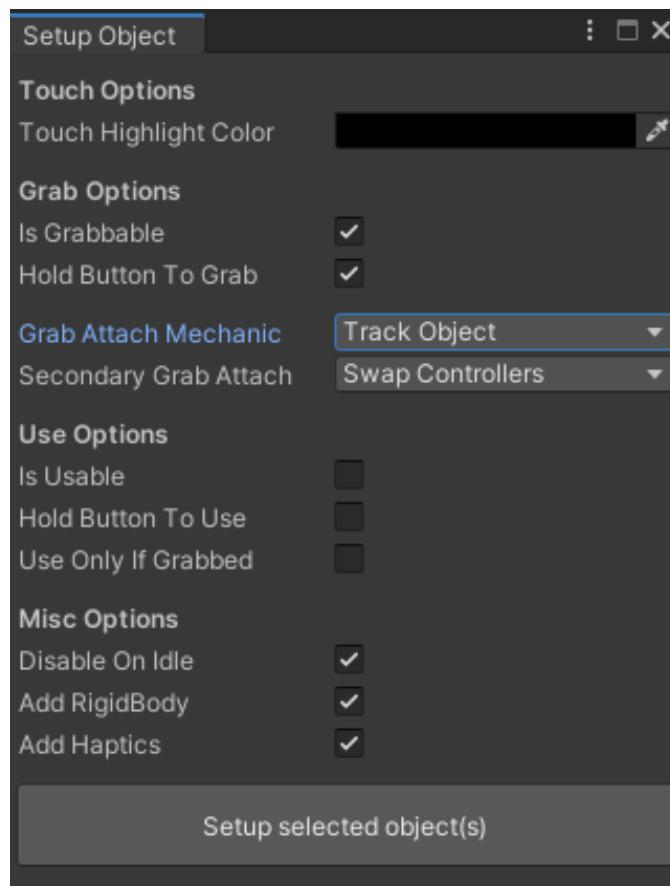 Setup Object
Touch Options
Touch Highlight Color
Grab Options
Is Grabbable
Hold Button To Grab
Grab Attach Mechanic Track Object
Secondary Grab Attach Swap Controllers
Use Options
Is Usable
Hold Button To Use
Use Only If Grabbed
Misc Options
Disable On Idle
Add RigidBody
Add Haptics
Setup selected object(s)